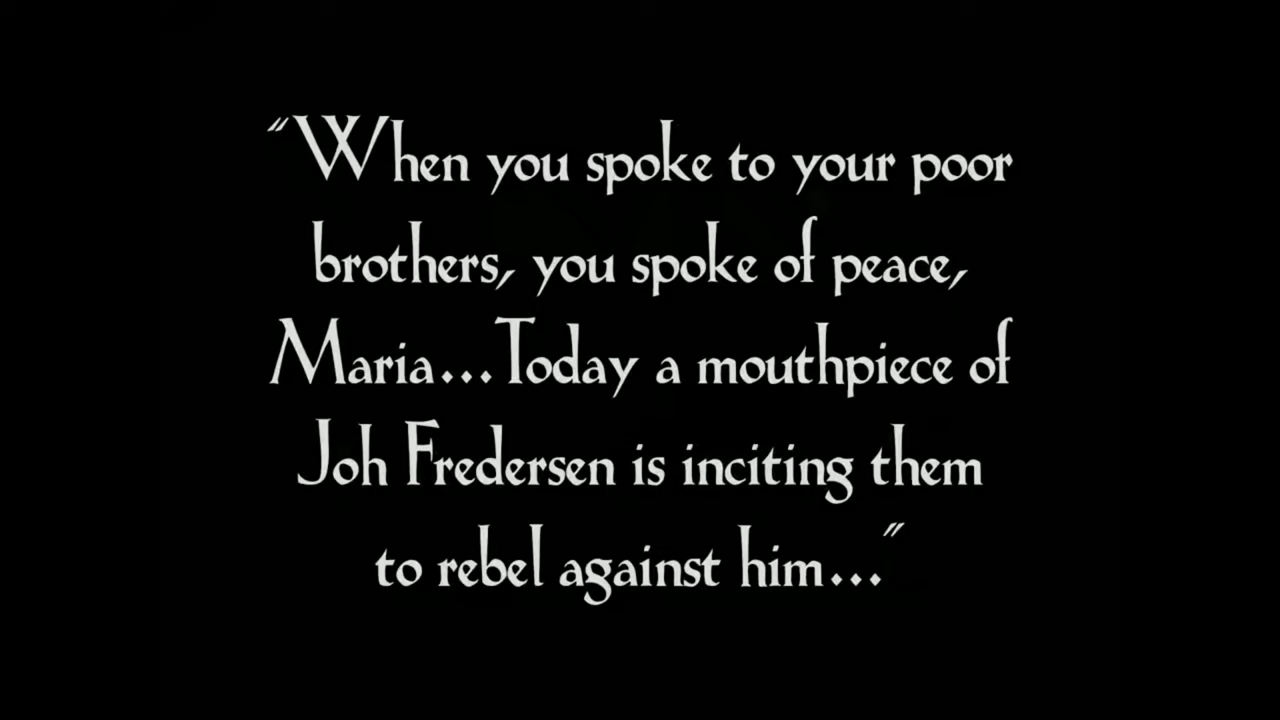 "When you spoke to your poor
brothers, you spoke of peace,
Maria...Today a mouthpiece of
Joh Fredersen is inciting them
to rebel against him..."